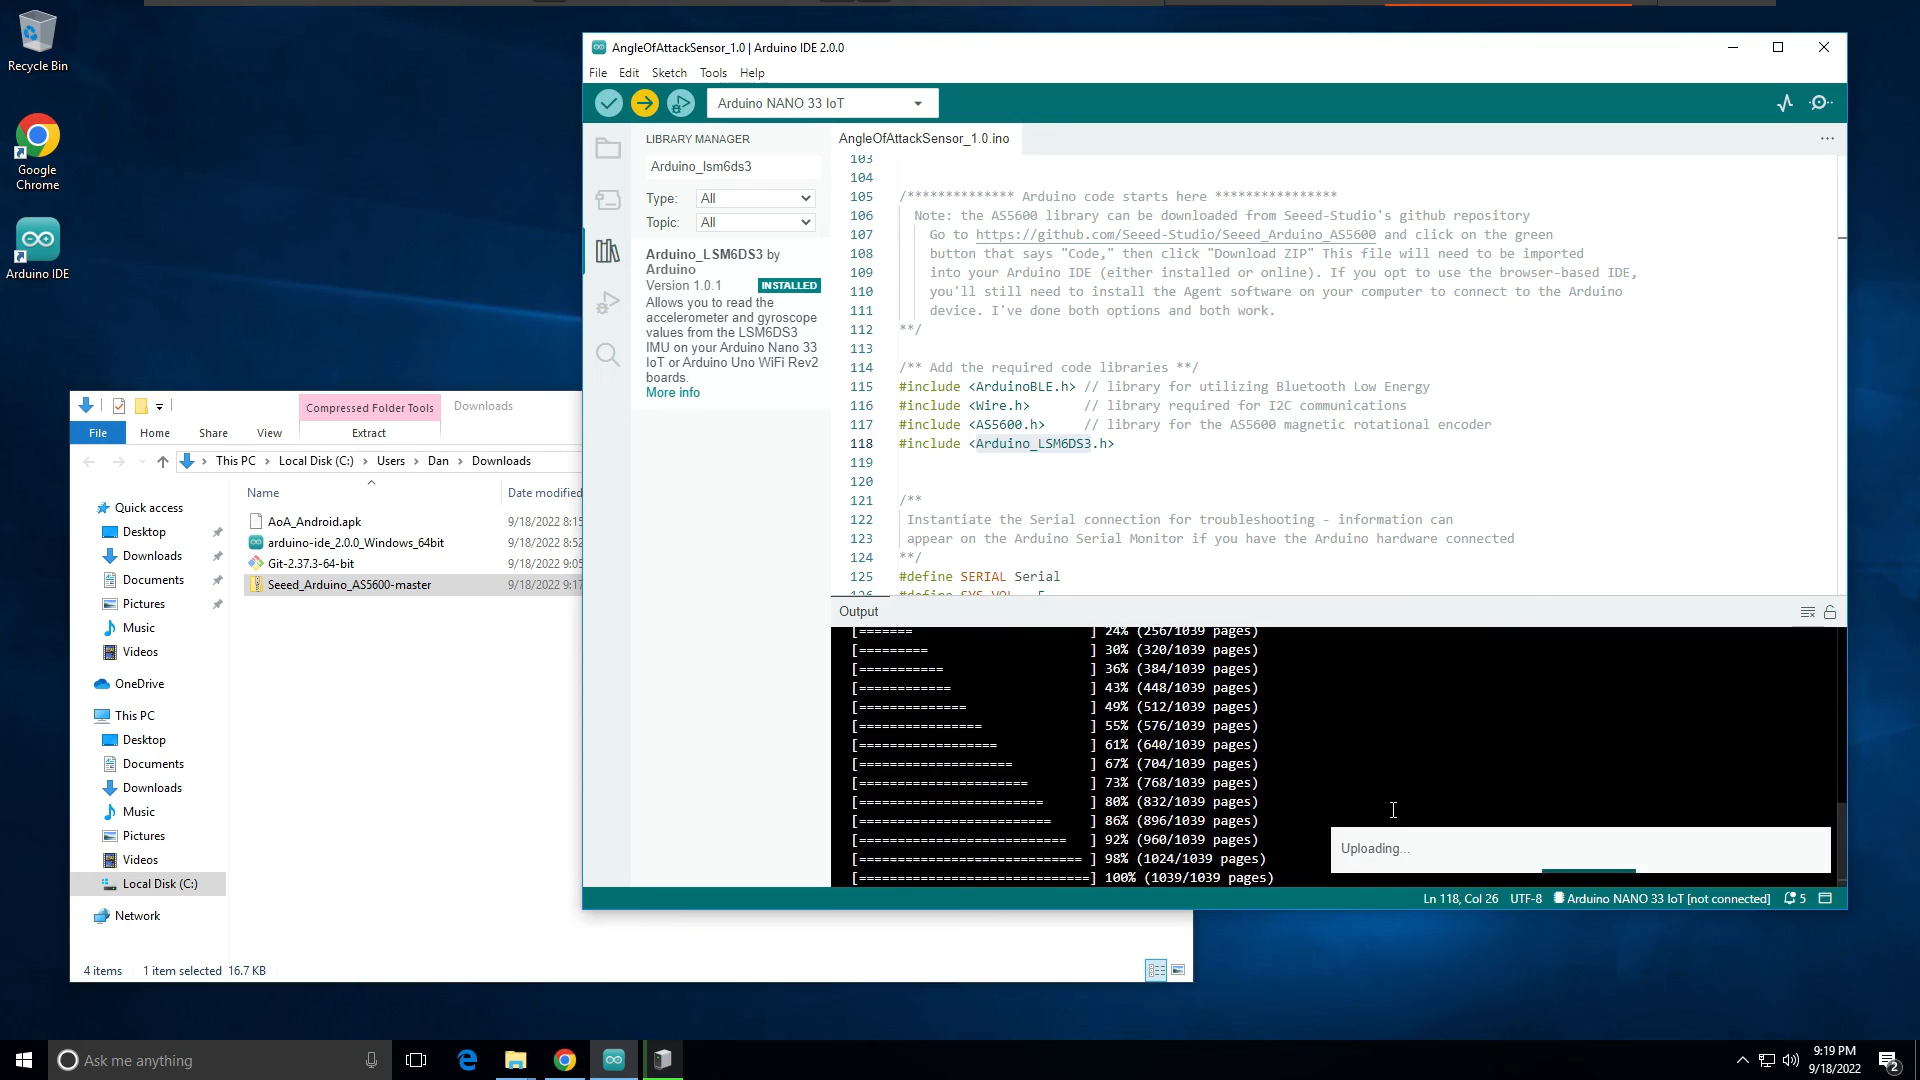 Recycle Bin
Google
Chrome
Arduino IDE
AngleOfAttackSensor_1.0 | Arduino IDE 2.0.0
File Edit Sketch Tools Help
Arduino NANO 33 IoT
LIBRARY MANAGER
Arduino_lsm6ds3
Type: All
Topic: All
Arduino_LSM6DS3 by
Arduino
Version 1.0.1 INSTALLED
Allows you to read the
accelerometer and gyroscope
values from the LSM6DS3
IMU on your Arduino Nano 33
IoT or Arduino Uno WiFi Rev2
boards.
More info
AngleOfAttackSensor_1.0.ino
103
104
105 /************** Arduino code starts here ****************
106 Note: the AS5600 library can be downloaded from Seeed-Studio's github repository
107 Go to https://github.com/Seeed-Studio/Seeed_Arduino_AS5600 and click on the green
108 button that says "Code," then click "Download ZIP" This file will need to be imported
109 into your Arduino IDE (either installed or online). If you opt to use the browser-based IDE,
110 you'll still need to install the Agent software on your computer to connect to the Arduino
111 device. I've done both options and both work.
112 **/
113
114 /** Add the required code libraries **/
115 #include <ArduinoBLE.h> // library for utilizing Bluetooth Low Energy
116 #include <Wire.h> // library required for I2C communications
117 #include <AS5600.h> // library for the AS5600 magnetic rotational encoder
118 #include <Arduino_LSM6DS3.h>
119
120
121 /**
122 Instantiate the Serial connection for troubleshooting - information can
123 appear on the Arduino Serial Monitor if you have the Arduino hardware connected
124 **/
125 #define SERIAL Serial
126 #define SYS_VOL 5
Output
[======= ] 24% (256/1039 pages)
[========= ] 30% (320/1039 pages)
[=========== ] 36% (384/1039 pages)
[============ ] 43% (448/1039 pages)
[============== ] 49% (512/1039 pages)
[================ ] 55% (576/1039 pages)
[================== ] 61% (640/1039 pages)
[==================== ] 67% (704/1039 pages)
[====================== ] 73% (768/1039 pages)
[======================== ] 80% (832/1039 pages)
[========================= ] 86% (896/1039 pages)
[=========================== ] 92% (960/1039 pages)
[============================= ] 98% (1024/1039 pages)
[==============================] 100% (1039/1039 pages)
Uploading...
Ln 118, Col 26 UTF-8 Arduino NANO 33 IoT [not connected] 5
Compressed Folder Tools Downloads
File Home Share View Extract
This PC > Local Disk (C:) > Users > Dan > Downloads
Name Date modified
AoA_Android.apk 9/18/2022 8:15
arduino-ide_2.0.0_Windows_64bit 9/18/2022 8:52
Git-2.37.3-64-bit 9/18/2022 9:05
Seeed_Arduino_AS5600-master 9/18/2022 9:17
Quick access
Desktop
Downloads
Documents
Pictures
Music
Videos
OneDrive
This PC
Desktop
Documents
Downloads
Music
Pictures
Videos
Local Disk (C:)
Network
4 items 1 item selected 16.7 KB
Ask me anything
9:19 PM
9/18/2022
2